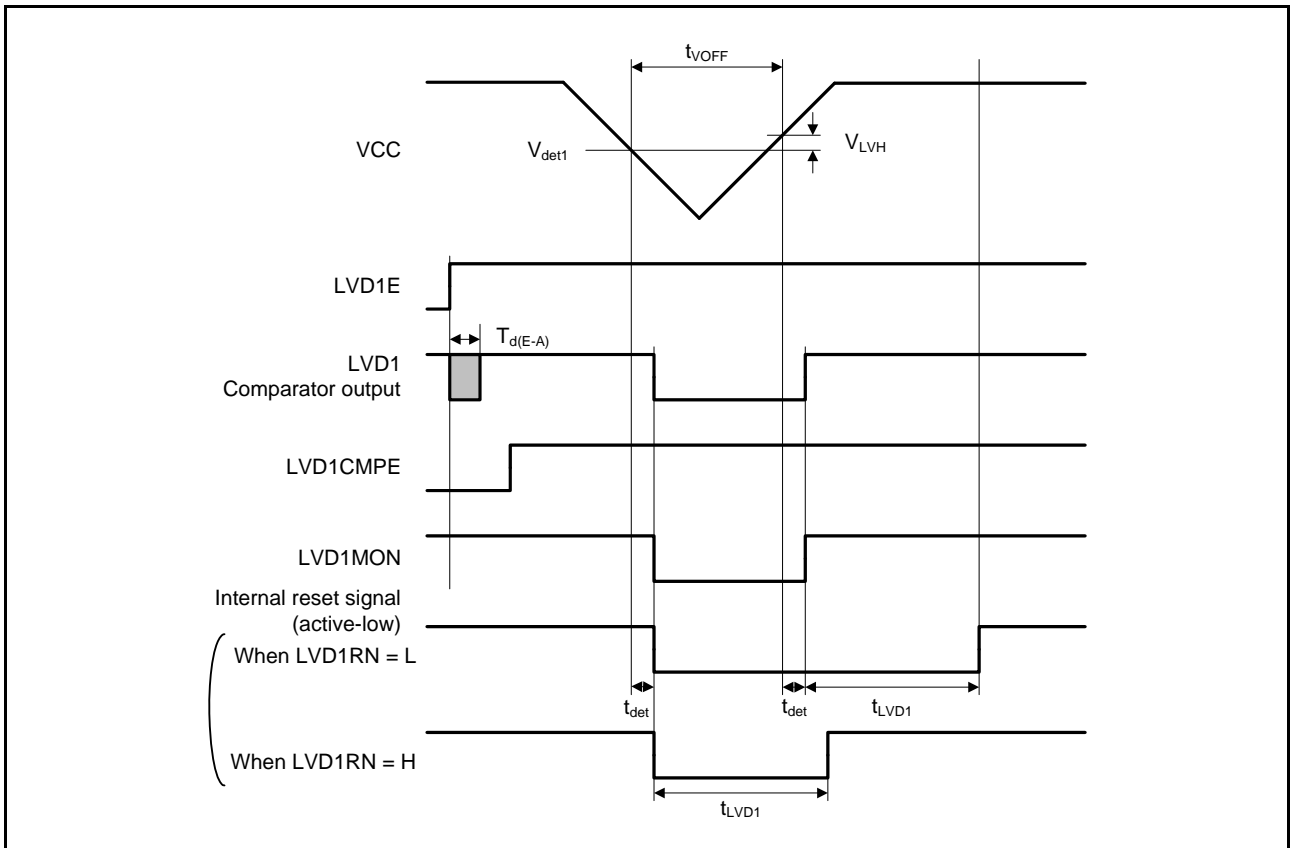 tVOFF
VCC
Vdet1
VLVH
LVD1E
Td(E-A)
LVD1
Comparator output
LVD1CMPE
LVD1MON
Internal reset signal
(active-low)
When LVD1RN = L
tdet
tdet
tLVD1
When LVD1RN = H
tLVD1